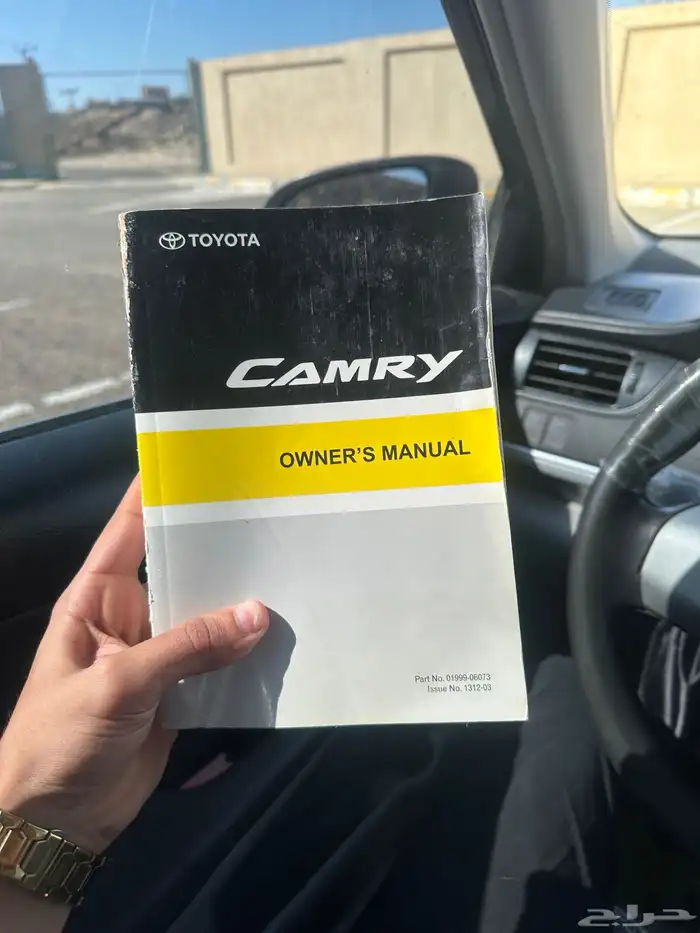 TOYOTA
CAMRY
OWNER'S MANUAL
Part No. 01999-06073
Issue No. 1312-03
حراج